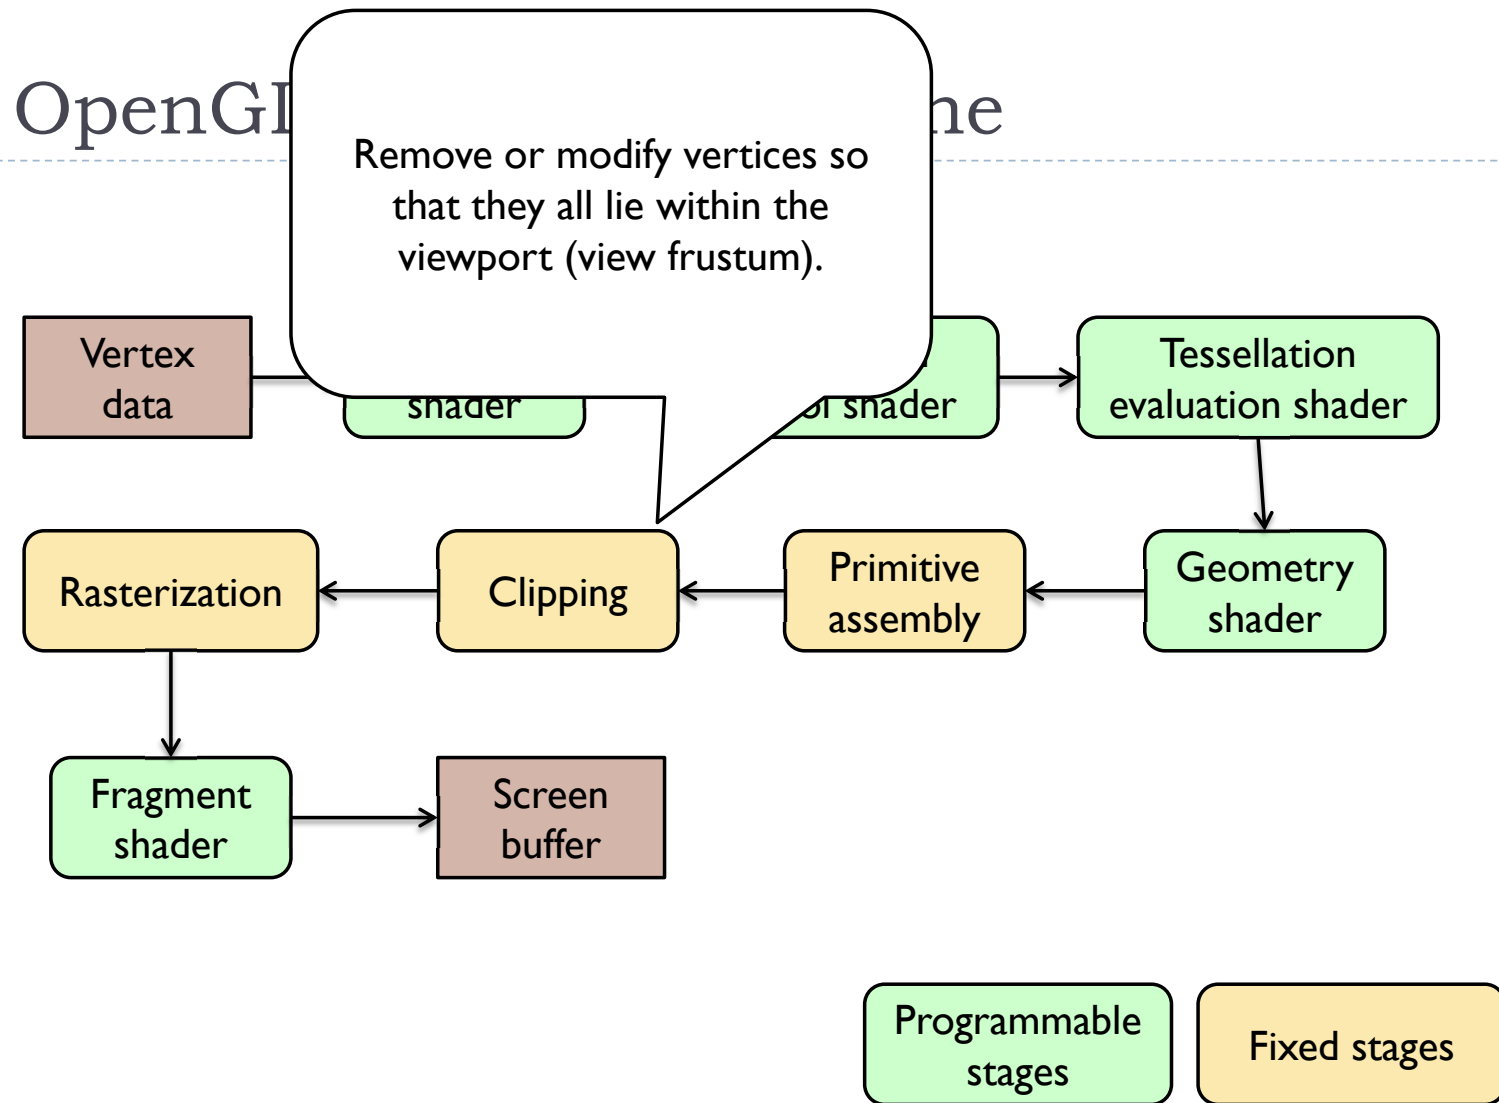 OpenGL
ne
Remove or modify vertices so
that they all lie within the
viewport (view frustum).
Vertex
data
shader
ol shader
Tessellation
evaluation shader
Rasterization
Clipping
Primitive
assembly
Geometry
shader
Fragment
shader
Screen
buffer
Programmable
stages
Fixed stages